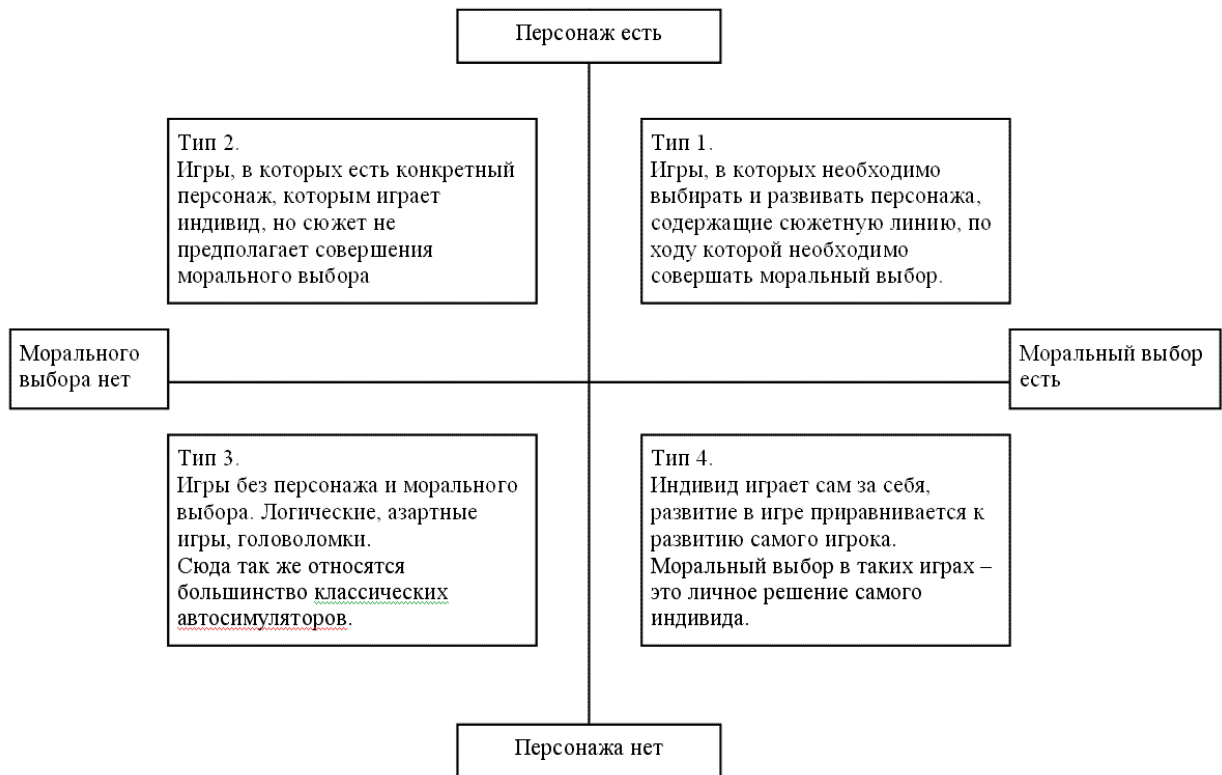 Персонаж есть
Тип 2.
Игры, в которых есть конкретный
персонаж, которым играет
индивид, но сюжет не
предполагает совершения
морального выбора
Тип 1.
Игры, в которых необходимо
выбирать и развивать персонажа,
содержащие сюжетную линию, по
ходу которой необходимо
совершать моральный выбор.
Морального
выбора нет
Моральный выбор
есть
Тип 3.
Игры без персонажа и морального
выбора. Логические, азартные
игры, головоломки.
Сюда так же относятся
большинство классических
автосимуляторов.
Тип 4.
Индивид играет сам за себя,
развитие в игре приравнивается к
развитию самого игрока.
Моральный выбор в таких играх –
это личное решение самого
индивида.
Персонажа нет